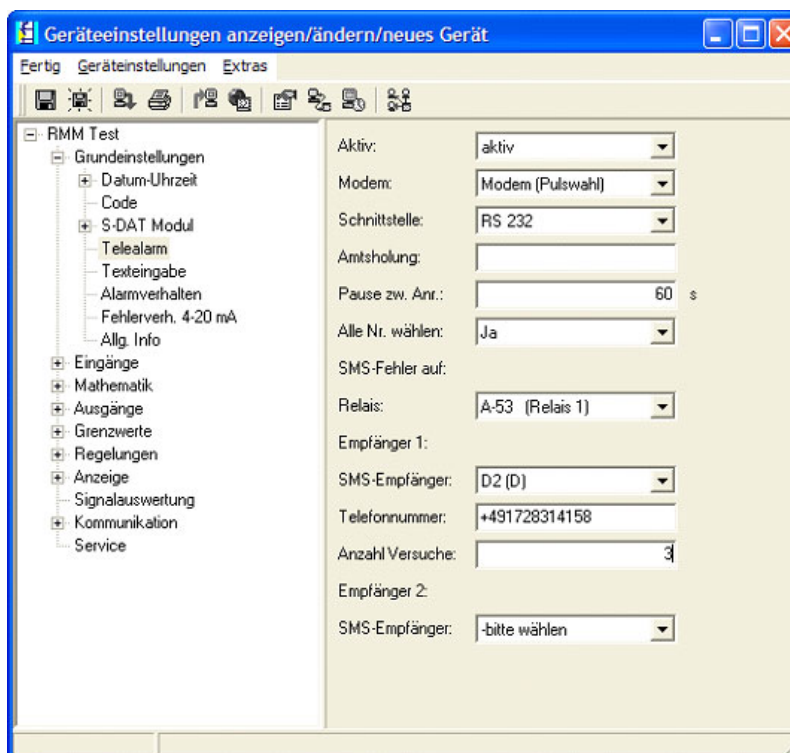 Geräteeinstellungen anzeigen/ändern/neues Gerät
Fertig Geräteinstellungen Extras
RMM Test
Grundeinstellungen
Datum-Uhrzeit
Code
S-DAT Modul
Telealarm
Texteingabe
Alarmverhalten
Fehlerverh. 4-20 mA
Allg. Info
Eingänge
Mathematik
Ausgänge
Grenzwerte
Regelungen
Anzeige
Signalauswertung
Kommunikation
Service
Aktiv: aktiv
Modem: Modem (Pulswahl)
Schnittstelle: RS 232
Amtsholung:
Pause zw. Anr.: 60 s
Alle Nr. wählen: Ja
SMS-Fehler auf:
Relais: A-53 (Relais 1)
Empfänger 1:
SMS-Empfänger: D2 (D)
Telefonnummer: +491728314158
Anzahl Versuche: 3
Empfänger 2:
SMS-Empfänger: -bitte wählen